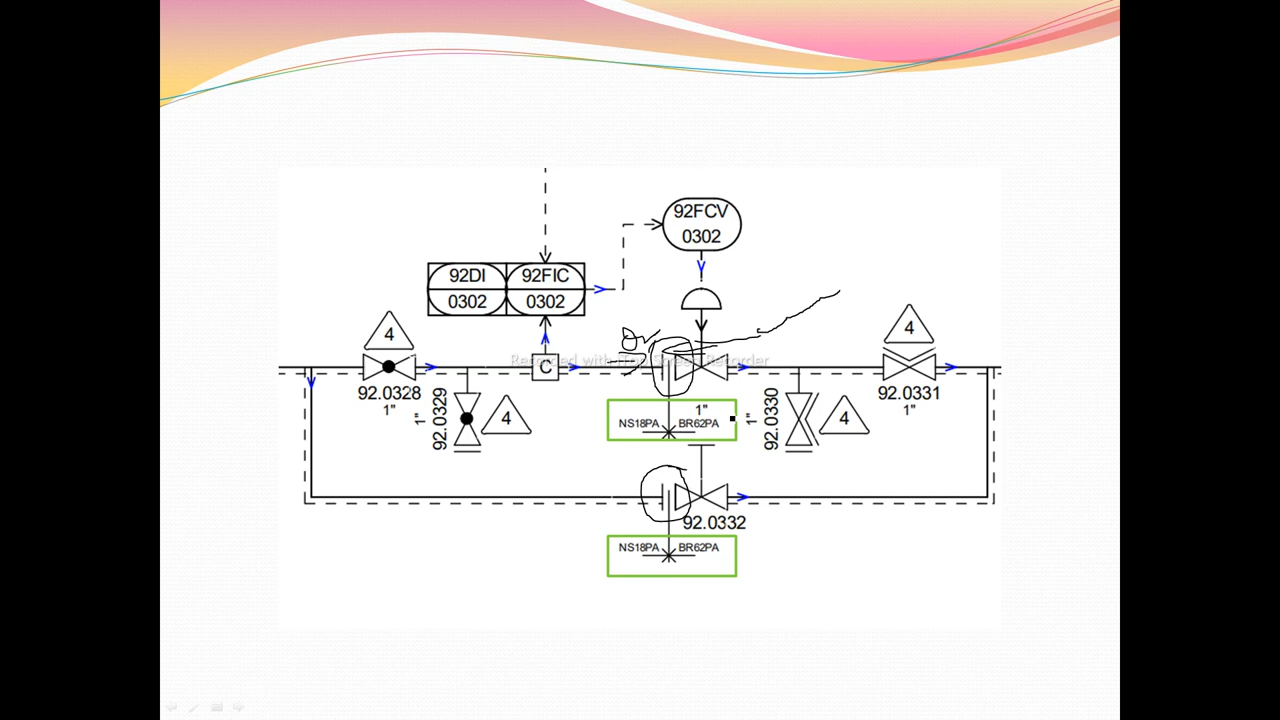 92FCV
0302
92DI
0302
92FIC
0302
4
4
C
92.0328
1"
92.0329
1"
4
1"
NS18PA
BR62PA
92.0330
1"
4
92.0331
1"
92.0332
NS18PA
BR62PA